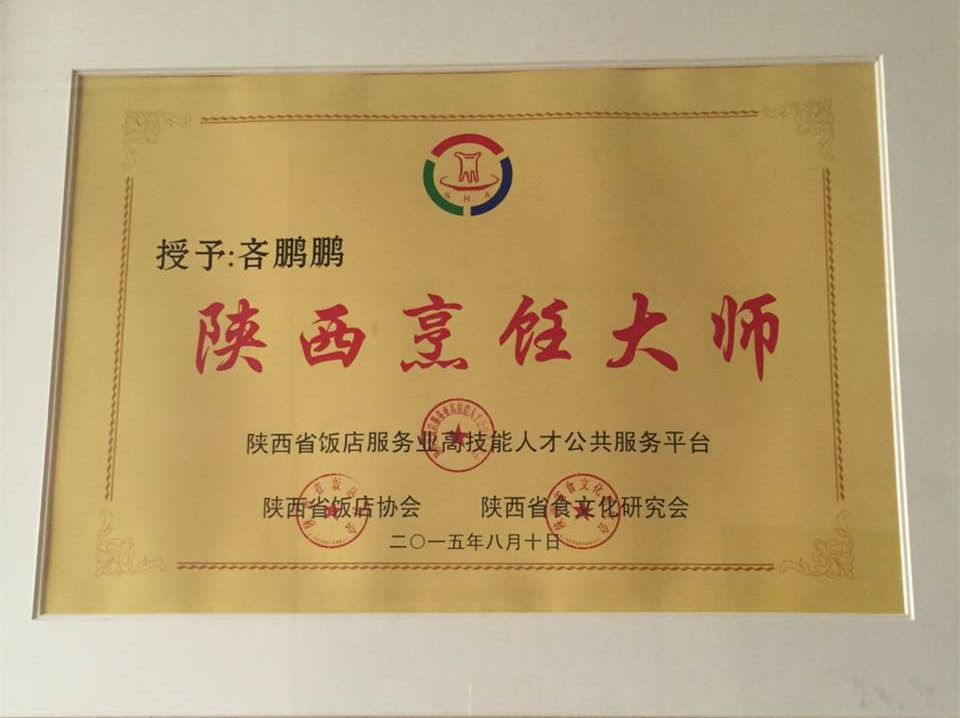 SHA
授予:吝鹏鹏
陕西烹饪大师
陕西省饭店服务业高技能人才公共服务平台
陕西省饭店协会 陕西省食文化研究会
二〇一五年八月十日